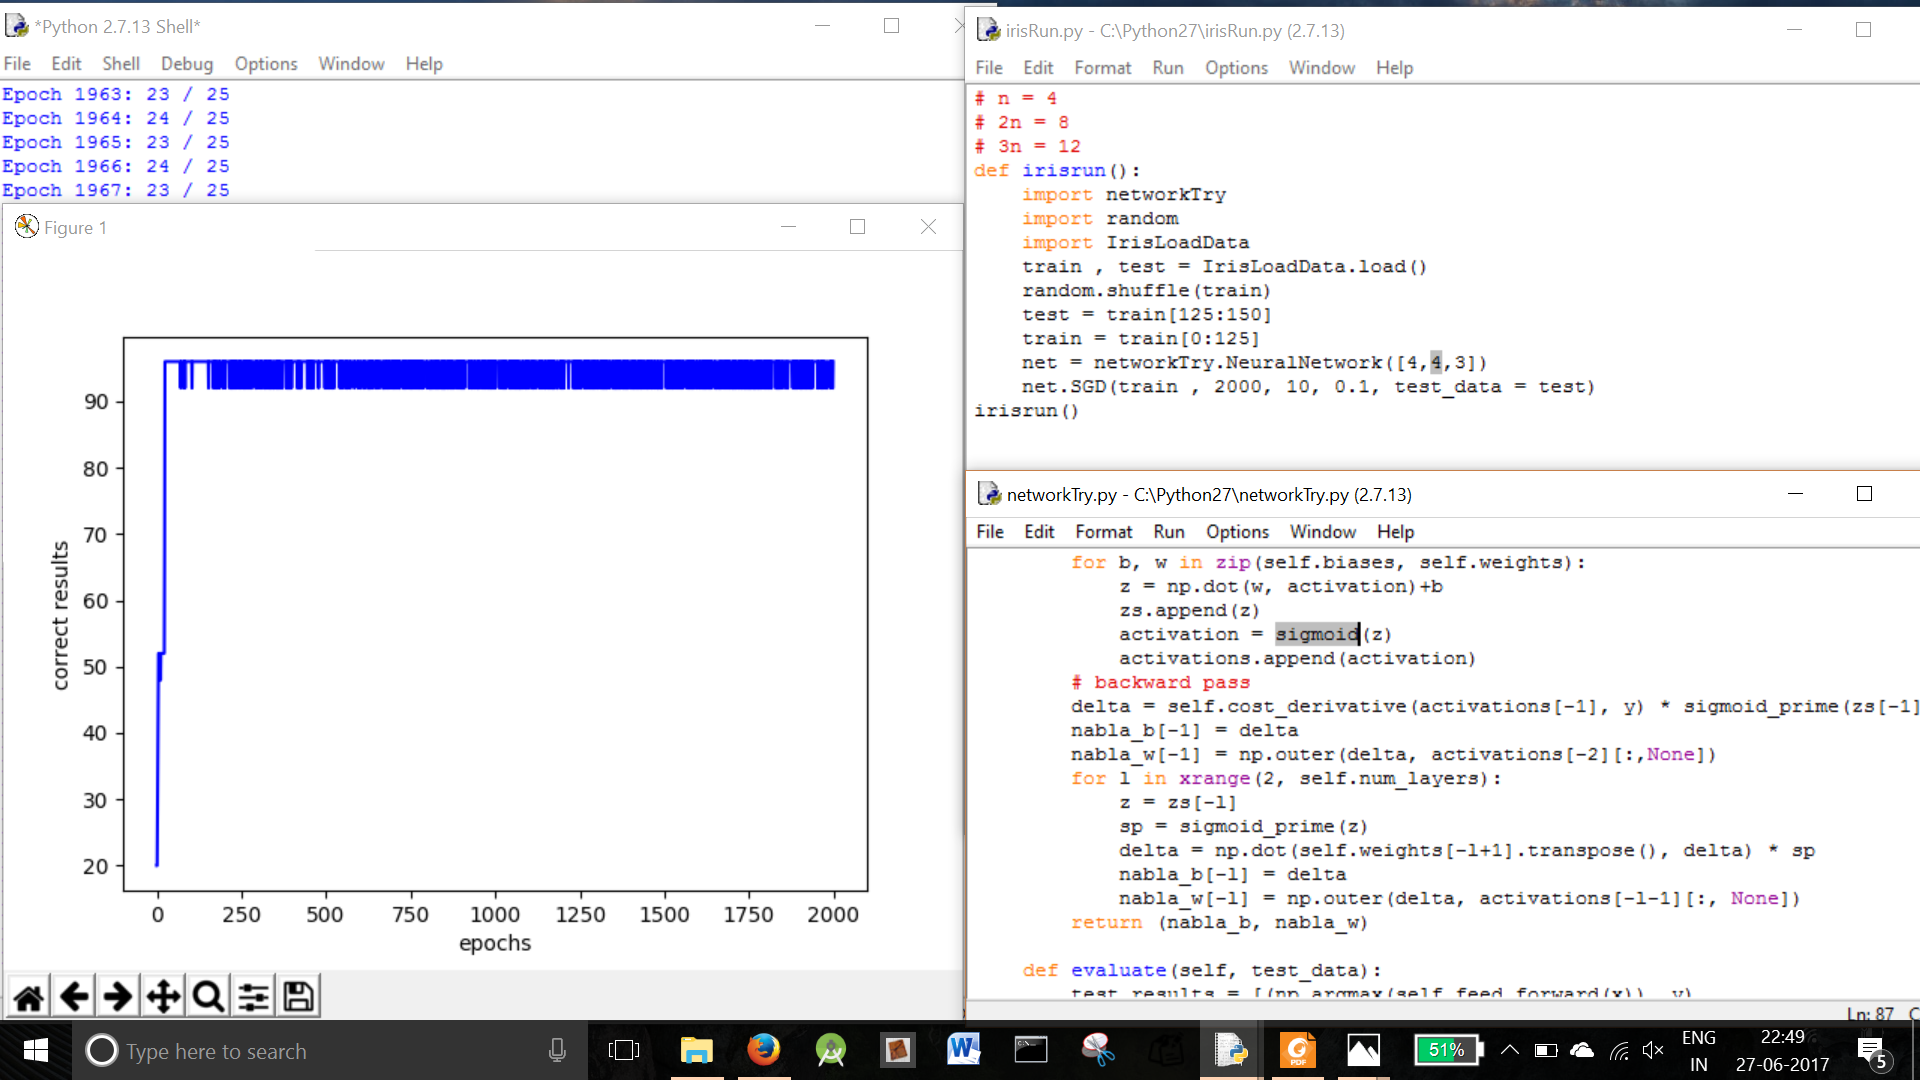 *Python 2.7.13 Shell*
File Edit Shell Debug Options Window Help
Epoch 1963: 23 / 25
Epoch 1964: 24 / 25
Epoch 1965: 23 / 25
Epoch 1966: 24 / 25
Epoch 1967: 23 / 25
Figure 1
correct results
90
80
70
60
50
40
30
20
0 250 500 750 1000 1250 1500 1750 2000
epochs
irisRun.py - C:\Python27\irisRun.py (2.7.13)
File Edit Format Run Options Window Help
# n = 4
# 2n = 8
# 3n = 12
def irisrun():
    import networkTry
    import random
    import IrisLoadData
    train , test = IrisLoadData.load()
    random.shuffle(train)
    test = train[125:150]
    train = train[0:125]
    net = networkTry.NeuralNetwork([4,4,3])
    net.SGD(train , 2000, 10, 0.1, test_data = test)
irisrun()
networkTry.py - C:\Python27\networkTry.py (2.7.13)
File Edit Format Run Options Window Help
for b, w in zip(self.biases, self.weights):
    z = np.dot(w, activation)+b
    zs.append(z)
    activation = sigmoid(z)
    activations.append(activation)
# backward pass
delta = self.cost_derivative(activations[-1], y) * sigmoid_prime(zs[-1]
nabla_b[-1] = delta
nabla_w[-1] = np.outer(delta, activations[-2][:,None])
for l in xrange(2, self.num_layers):
    z = zs[-l]
    sp = sigmoid_prime(z)
    delta = np.dot(self.weights[-l+1].transpose(), delta) * sp
    nabla_b[-l] = delta
    nabla_w[-l] = np.outer(delta, activations[-l-1][:, None])
return (nabla_b, nabla_w)
def evaluate(self, test_data):
    test_results = [(np.argmax(self.feed_forward(x)), y)
Ln: 87 C
Type here to search
W
PDF
51%
ENG
IN
22:49
27-06-2017
5